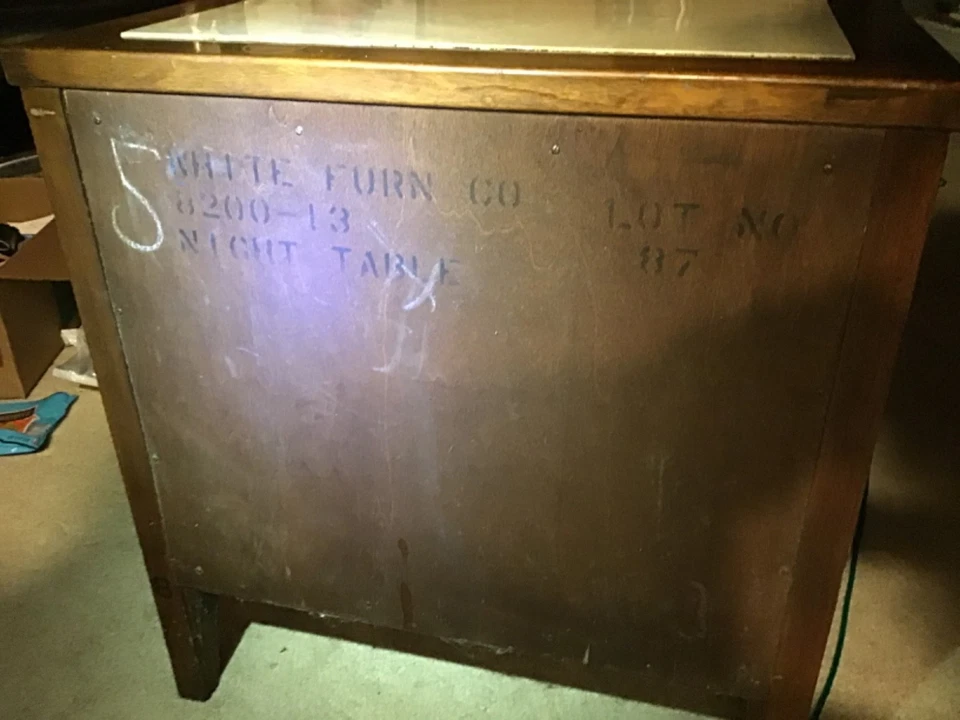 5
WHITE FURN CO
8200-13
NIGHT TABLE
LOT NO
87